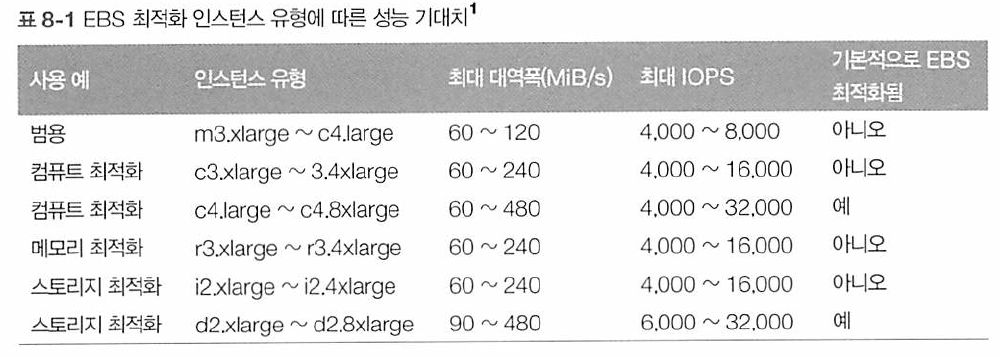 표 8-1 EBS 최적화 인스턴스 유형에 따른 성능 기대치1
사용 예 인스턴스 유형 최대 대역폭(MiB/s) 최대 IOPS 기본적으로 EBS 최적화됨
범용 m3.xlarge ~ c4.large 60 ~ 120 4,000 ~ 8,000 아니오
컴퓨트 최적화 c3.xlarge ~ 3.4xlarge 60 ~ 240 4,000 ~ 16,000 아니오
컴퓨트 최적화 c4.large ~ c4.8xlarge 60 ~ 480 4,000 ~ 32,000 예
메모리 최적화 r3.xlarge ~ r3.4xlarge 60 ~ 240 4,000 ~ 16,000 아니오
스토리지 최적화 i2.xlarge ~ i2.4xlarge 60 ~ 240 4,000 ~ 16,000 아니오
스토리지 최적화 d2.xlarge ~ d2.8xlarge 90 ~ 480 6,000 ~ 32,000 예